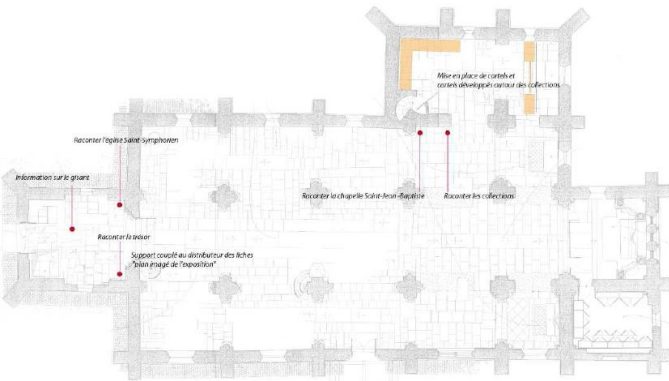 Mise en place de cartels et
cartels développés autour des collections
Raconter l'église Saint-Symphorien
Information sur le gisant
Raconter la chapelle Saint-Jean-Baptiste
Raconter les collections
Raconter le trésor
Support couplé au distributeur des fiches
"plan imagé de l'exposition"